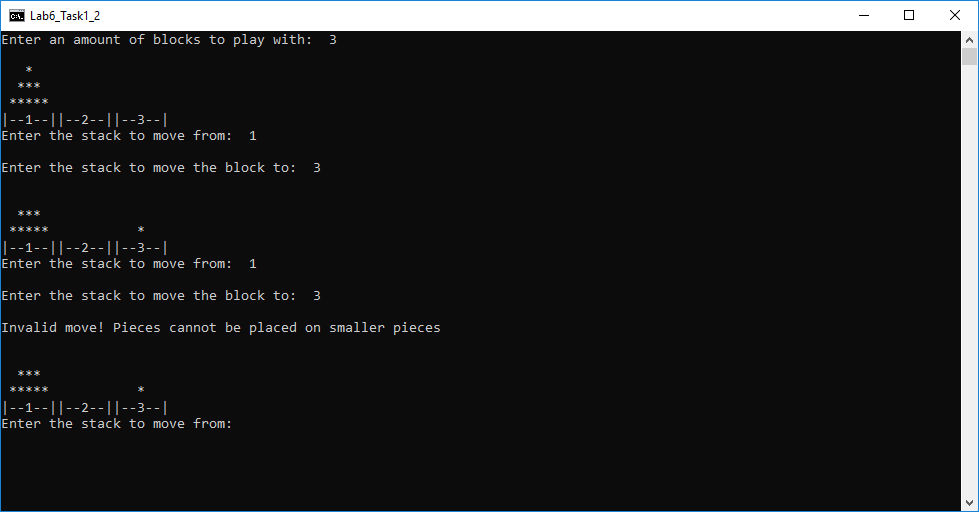 Lab6_Task1_2
Enter an amount of blocks to play with:  3
   *
  ***
 *****
|--1--||--2--||--3--|
Enter the stack to move from:  1
Enter the stack to move the block to:  3
  ***
 *****           *
|--1--||--2--||--3--|
Enter the stack to move from:  1
Enter the stack to move the block to:  3
Invalid move! Pieces cannot be placed on smaller pieces
  ***
 *****           *
|--1--||--2--||--3--|
Enter the stack to move from: